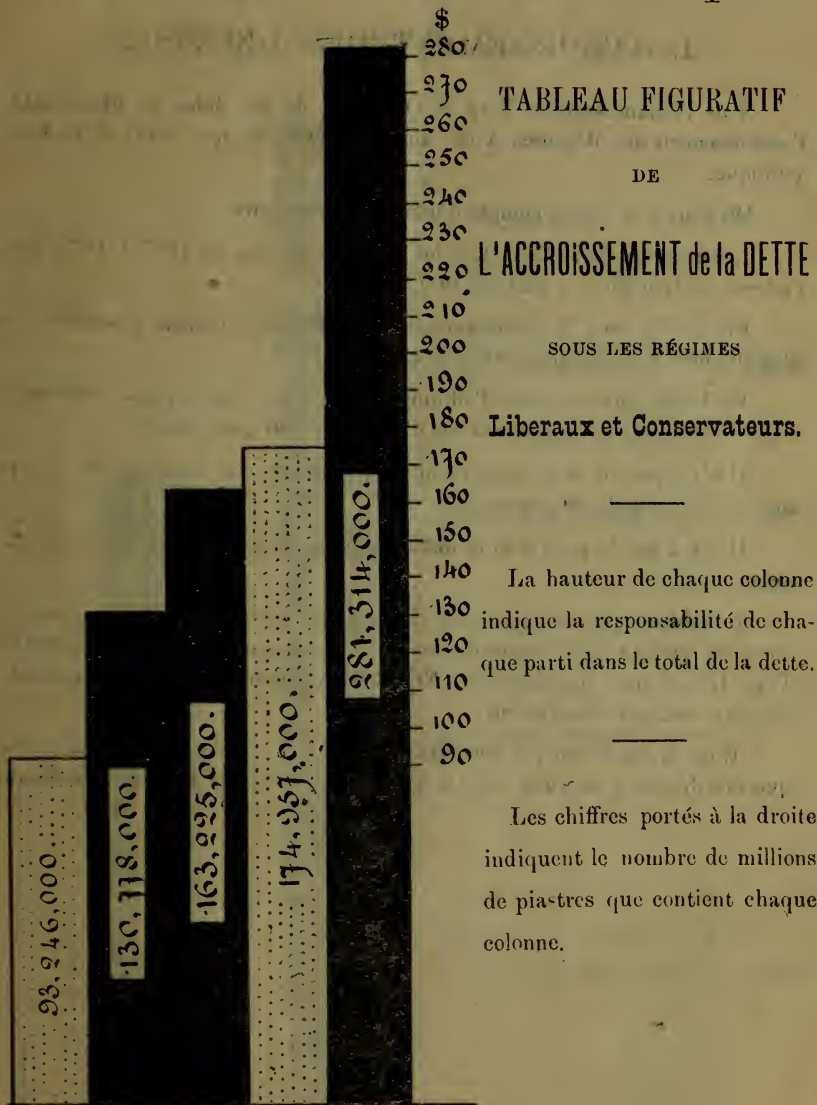 $
280
270
260
250
240
230
220
210
200
190
180
170
160
150
140
130
120
110
100
90
TABLEAU FIGURATIF
DE
L'ACCROISSEMENT de la DETTE
SOUS LES RÉGIMES
Liberaux et Conservateurs.
La hauteur de chaque colonne
indique la responsabilité de cha-
que parti dans le total de la dette.
Les chiffres portés à la droite
indiquent le nombre de millions
de piastres que contient chaque
colonne.
93,246,000.
130,778,000.
163,225,000.
174,957,000.
281,314,000.